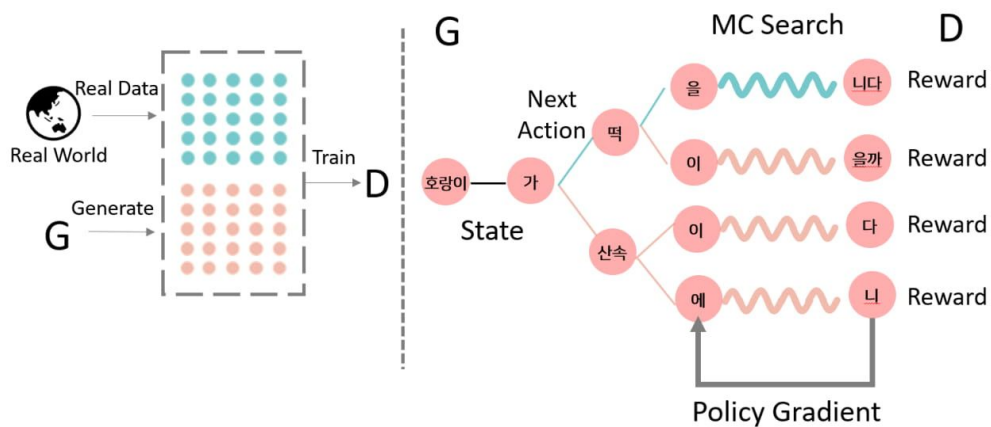 Real Data
Real World
Generate
G
Train
D
G
MC Search
D
Next
Action
State
호랑이
가
떡
산속
을
니다
Reward
이
을까
Reward
이
다
Reward
에
니
Reward
Policy Gradient